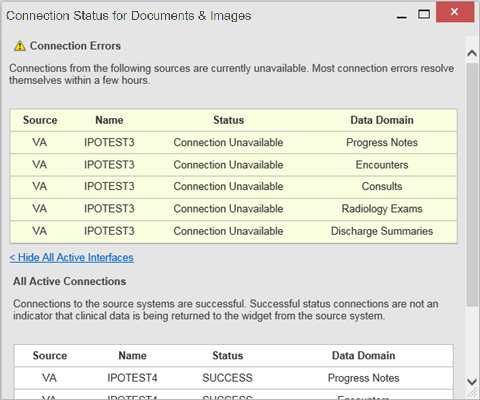 Connection Status for Documents & Images
Connection Errors
Connections from the following sources are currently unavailable. Most connection errors resolve
themselves within a few hours.
Source Name Status Data Domain
VA IPOTEST3 Connection Unavailable Progress Notes
VA IPOTEST3 Connection Unavailable Encounters
VA IPOTEST3 Connection Unavailable Consults
VA IPOTEST3 Connection Unavailable Radiology Exams
VA IPOTEST3 Connection Unavailable Discharge Summaries
< Hide All Active Interfaces
All Active Connections
Connections to the source systems are successful. Successful status connections are not an
indicator that clinical data is being returned to the widget from the source system.
Source Name Status Data Domain
VA IPOTEST4 SUCCESS Progress Notes
VA IPOTEST4 SUCCESS Encounters